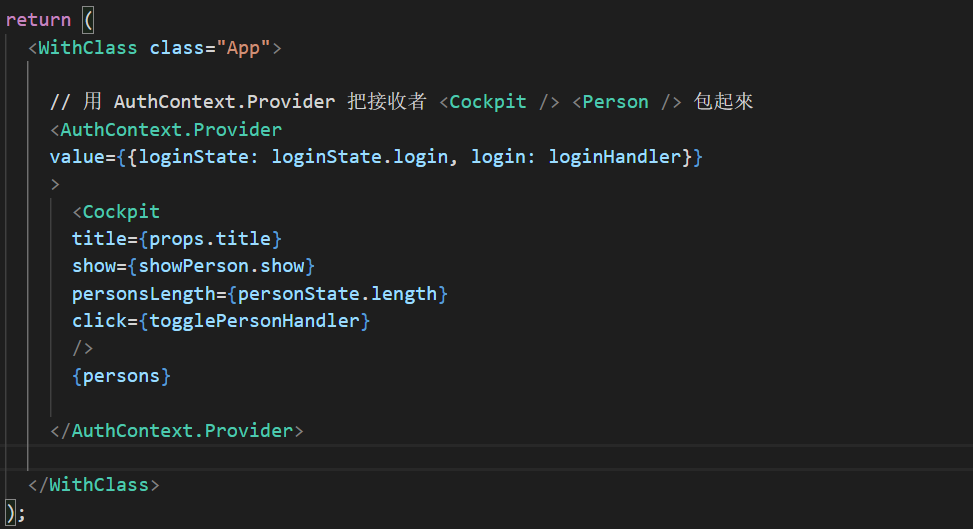 return (
<WithClass class="App">
// 用 AuthContext.Provider 把接收者 <Cockpit /> <Person /> 包起來
<AuthContext.Provider
value={{loginState: loginState.login, login: loginHandler}}
>
<Cockpit
title={props.title}
show={showPerson.show}
personsLength={personState.length}
click={togglePersonHandler}
/>
{persons}
</AuthContext.Provider>
</WithClass>
);